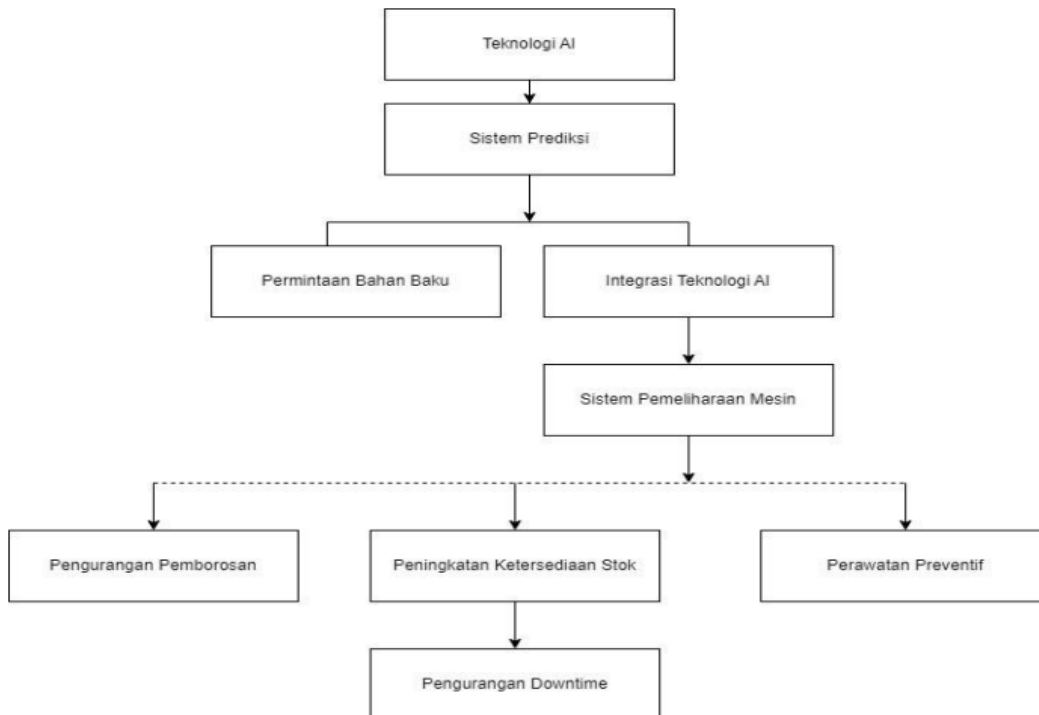 Teknologi AI
Sistem Prediksi
Permintaan Bahan Baku
Integrasi Teknologi AI
Sistem Pemeliharaan Mesin
Pengurangan Pemborosan
Peningkatan Ketersediaan Stok
Perawatan Preventif
Pengurangan Downtime